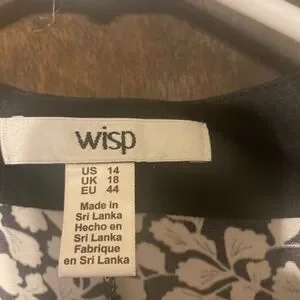 wisp
US 14
UK 18
EU 44
Made in
Sri Lanka
Hecho en
Sri Lanka
Fabrique
en Sri Lanka